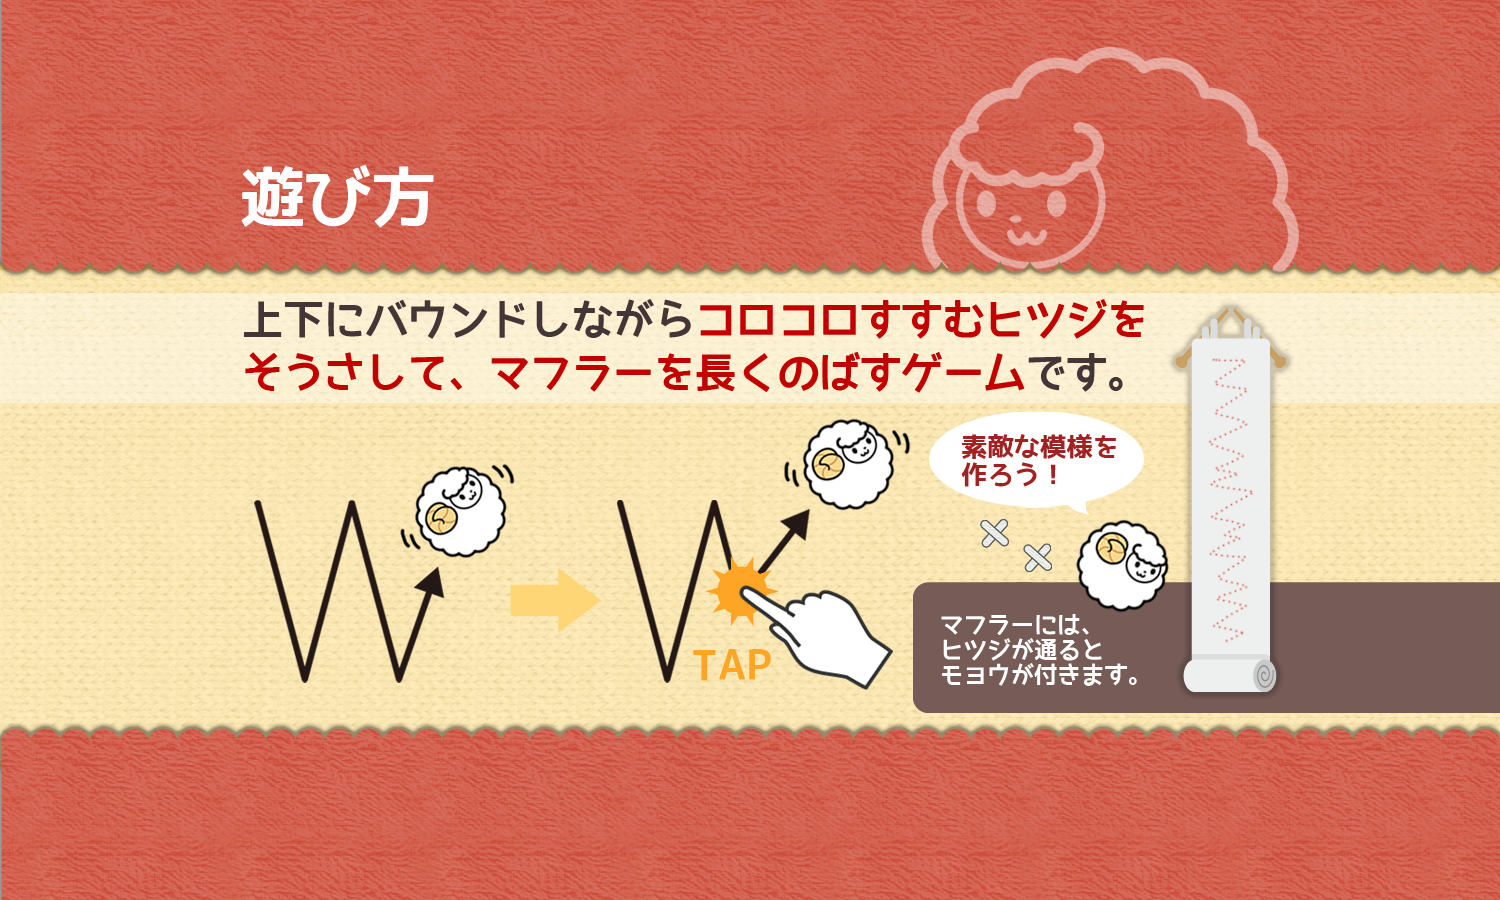 遊び方
上下にバウンドしながらコロコロすすむヒツジを
そうさして、マフラーを長くのばすゲームです。
素敵な模様を
作ろう！
TAP
マフラーには、
ヒツジが通ると
モヨウが付きます。